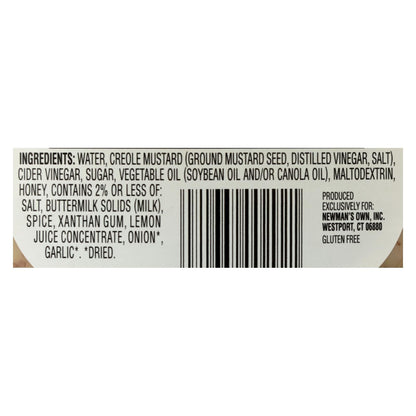 INGREDIENTS: WATER, CREOLE MUSTARD (GROUND MUSTARD SEED, DISTILLED VINEGAR, SALT),
CIDER VINEGAR, SUGAR, VEGETABLE OIL (SOYBEAN OIL AND/OR CANOLA OIL), MALTODEXTRIN,
HONEY, CONTAINS 2% OR LESS OF:
SALT, BUTTERMILK SOLIDS (MILK),
SPICE, XANTHAN GUM, LEMON
JUICE CONCENTRATE, ONION*,
GARLIC*. *DRIED.
PRODUCED
EXCLUSIVELY FOR:
NEWMAN'S OWN, INC.
WESTPORT, CT 06880
GLUTEN FREE